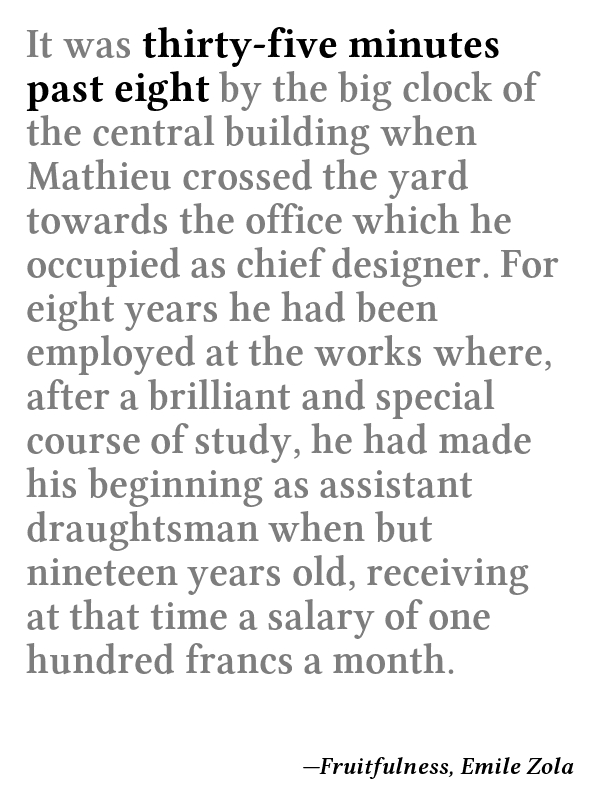 It was thirty-five minutes
past eight by the big clock of
the central building when
Mathieu crossed the yard
towards the office which he
occupied as chief designer. For
eight years he had been
employed at the works where,
after a brilliant and special
course of study, he had made
his beginning as assistant
draughtsman when but
nineteen years old, receiving
at that time a salary of one
hundred francs a month.
—Fruitfulness, Emile Zola